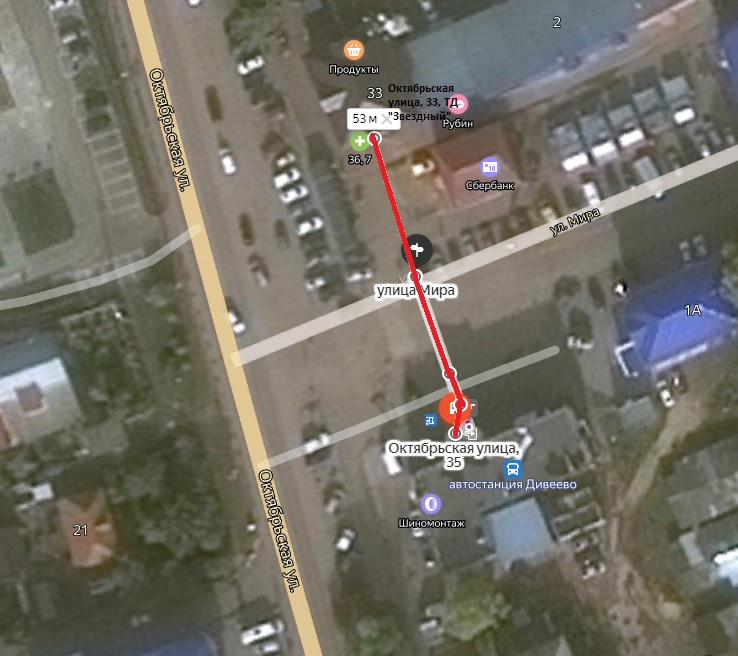 2
Продукты
33
Октябрьская
улица, 33, ТД
"Звездный"
Рубин
53 м
36,7
Сбербанк
Октябрьская ул.
ул. Мира
улица Мира
1А
Октябрьская улица,
35
автостанция Дивеево
Шиномонтаж
Октябрьская ул.
21